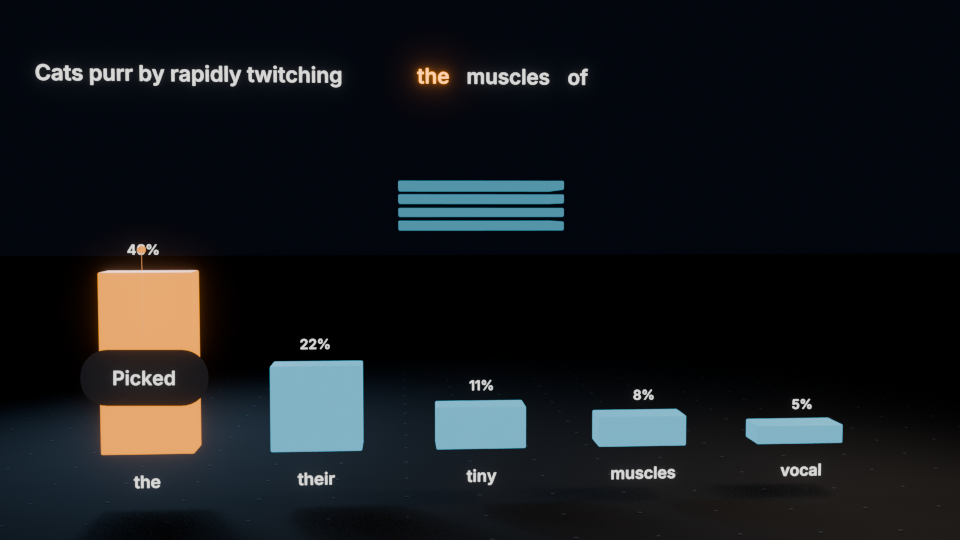 Cats purr by rapidly twitching the muscles of
22%
11%
8%
5%
Picked
the
their
tiny
muscles
vocal